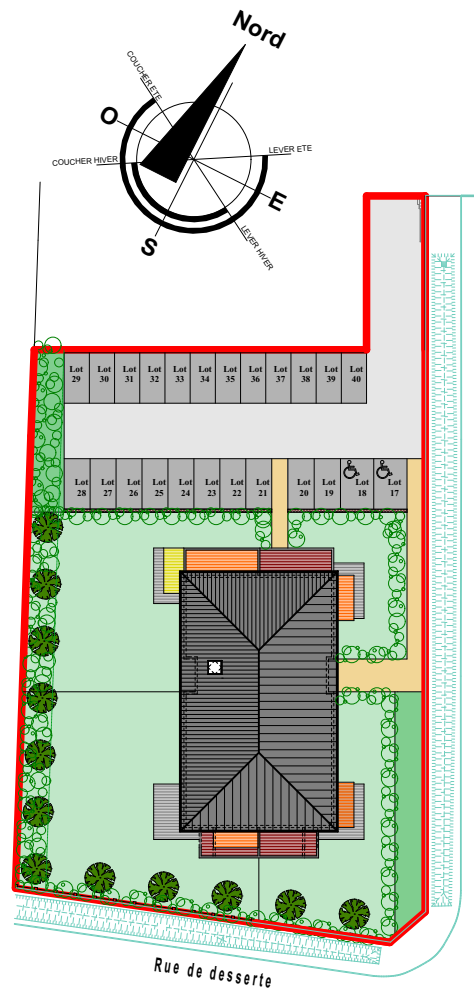 Nord
COUCHER ETE
O
LEVER ETE
COUCHER HIVER
E
S
LEVER HIVER
Lot 29
Lot 30
Lot 31
Lot 32
Lot 33
Lot 34
Lot 35
Lot 36
Lot 37
Lot 38
Lot 39
Lot 40
Lot 28
Lot 27
Lot 26
Lot 25
Lot 24
Lot 23
Lot 22
Lot 21
Lot 20
Lot 19
Lot 18
Lot 17
Rue de desserte